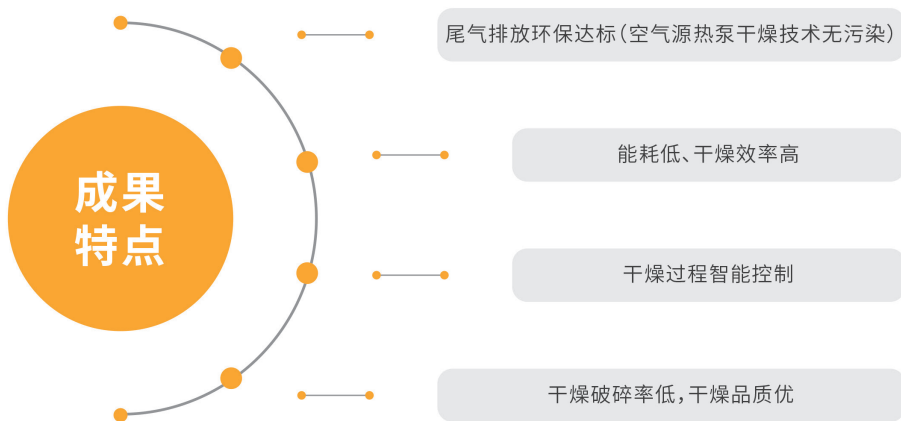 成果
特点
尾气排放环保达标(空气源热泵干燥技术无污染)
能耗低、干燥效率高
干燥过程智能控制
干燥破碎率低,干燥品质优